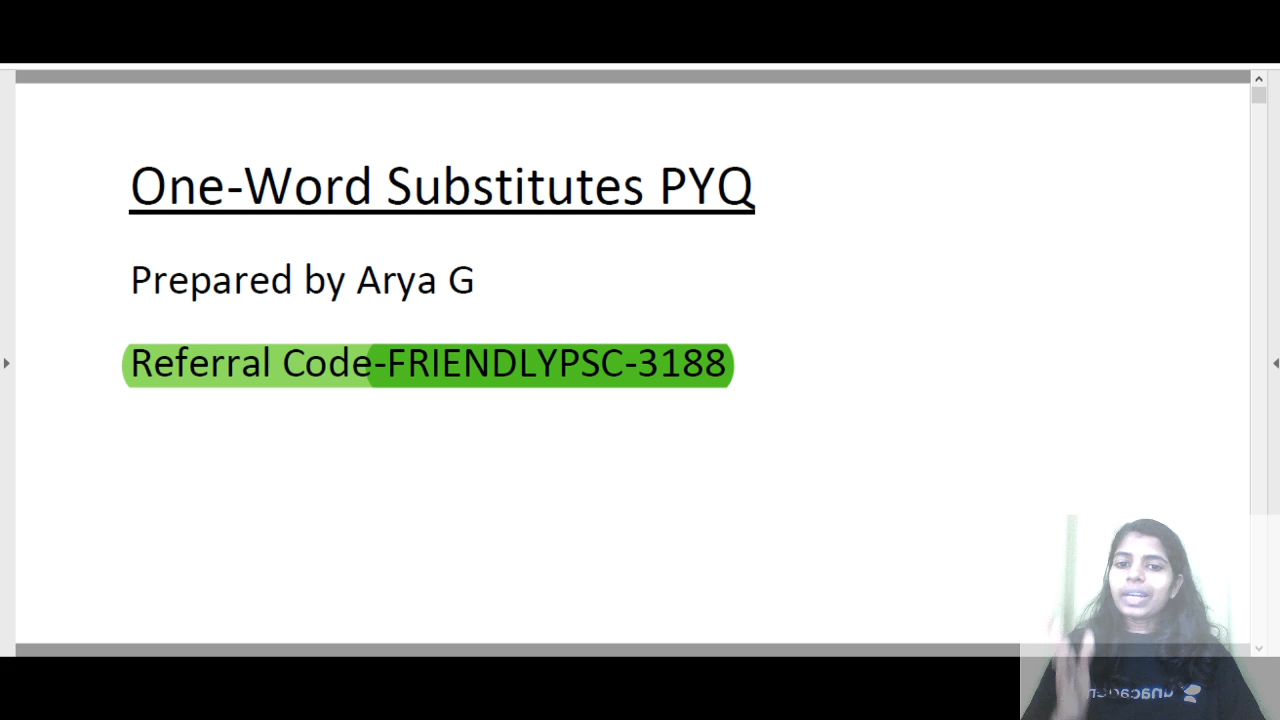 One-Word Substitutes PYQ
Prepared by Arya G
Referral Code-FRIENDLYPSC-3188